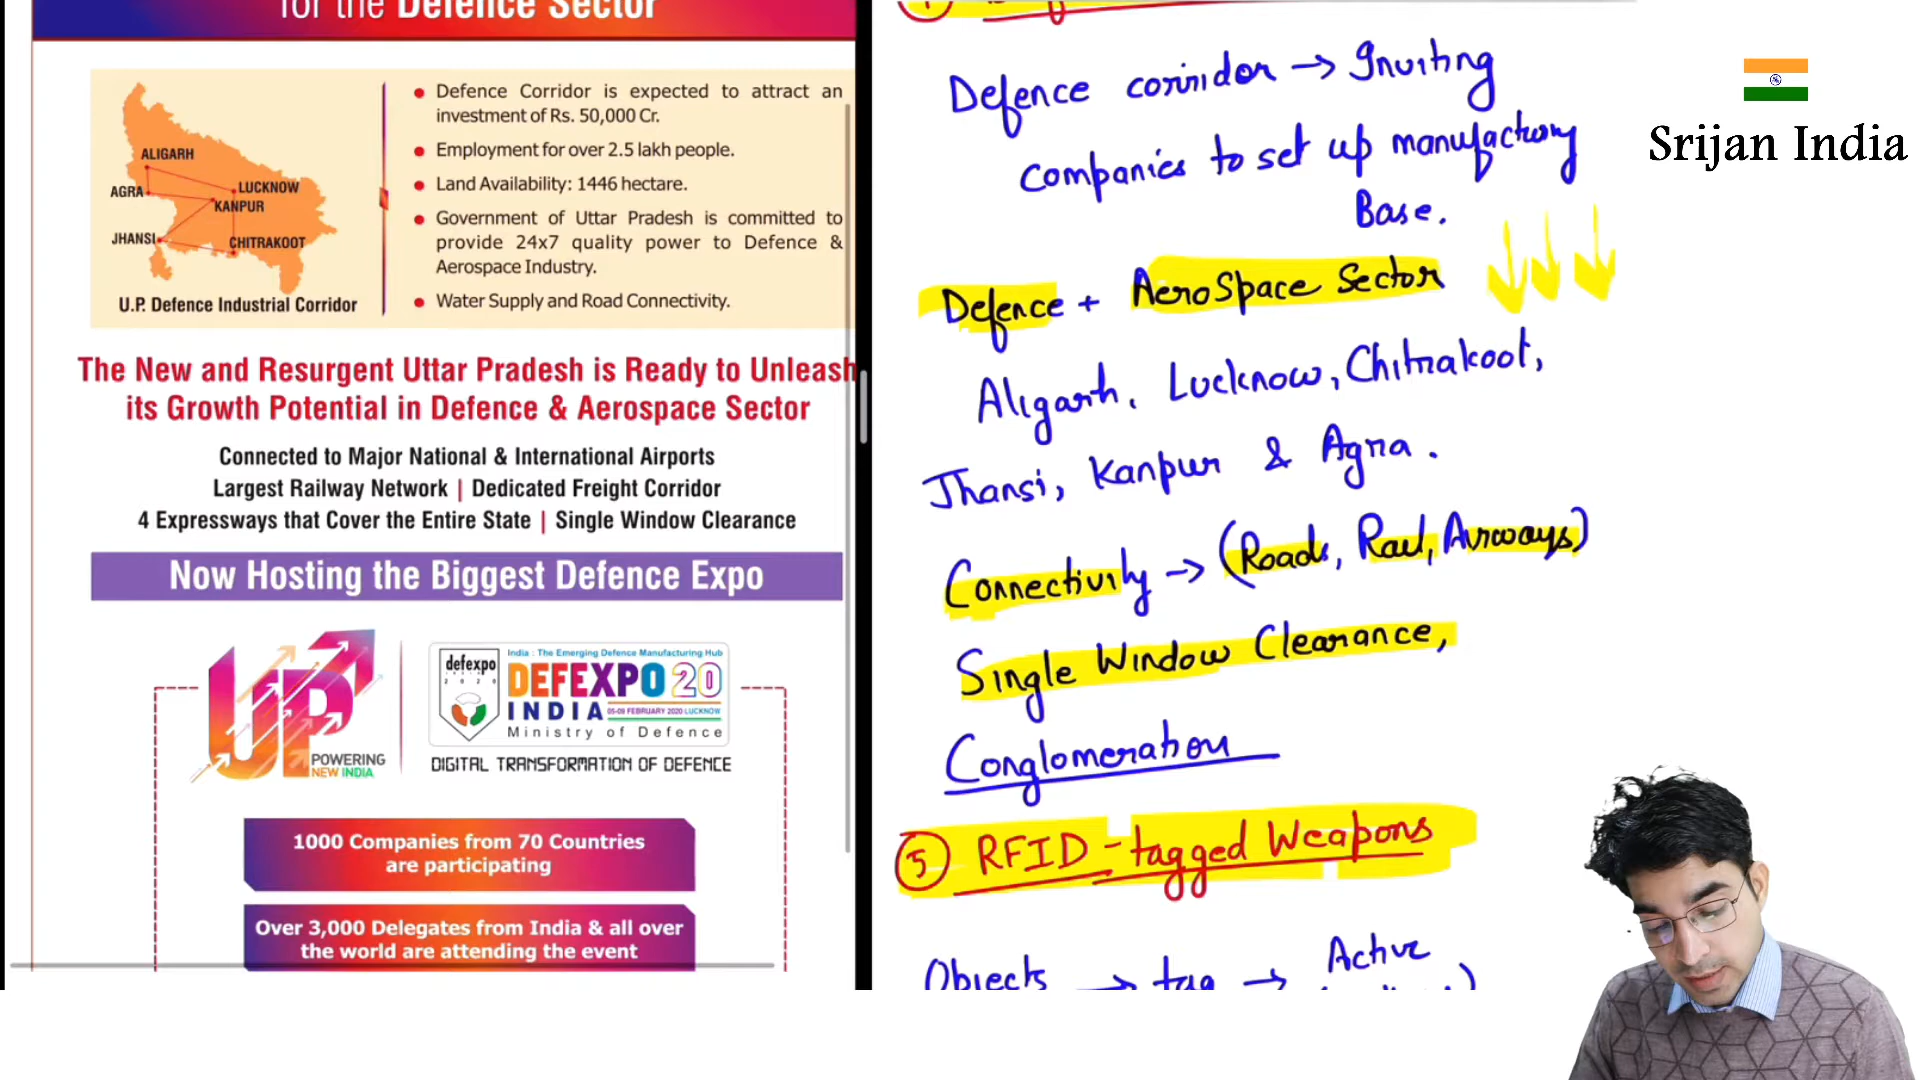 for the Defence Sector
ALIGARH
AGRA
LUCKNOW
KANPUR
JHANSI
CHITRAKOOT
U.P. Defence Industrial Corridor
Defence Corridor is expected to attract an
investment of Rs. 50,000 Cr.
Employment for over 2.5 lakh people.
Land Availability: 1446 hectare.
Government of Uttar Pradesh is committed to
provide 24x7 quality power to Defence &
Aerospace Industry.
Water Supply and Road Connectivity.
The New and Resurgent Uttar Pradesh is Ready to Unleash
its Growth Potential in Defence & Aerospace Sector
Connected to Major National & International Airports
Largest Railway Network | Dedicated Freight Corridor
4 Expressways that Cover the Entire State | Single Window Clearance
Now Hosting the Biggest Defence Expo
UP
POWERING
NEW INDIA
defexpo
2020
India : The Emerging Defence Manufacturing Hub
DEFEXPO 20
INDIA
05-09 FEBRUARY 2020 LUCKNOW
Ministry of Defence
DIGITAL TRANSFORMATION OF DEFENCE
1000 Companies from 70 Countries
are participating
Over 3,000 Delegates from India & all over
the world are attending the event
Defence corridor → Inviting
companies to set up manufactory
Base.
Defence + AeroSpace Sector
Aligarh, Lucknow, Chitrakoot,
Jhansi, Kanpur & Agra.
Connectivity → (Roads, Rail, Airways)
Single Window Clearance,
Conglomeration
5 RFID-tagged Weapons
Objects → tag → Active
Srijan India